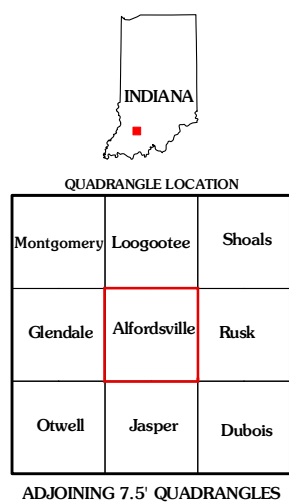 INDIANA
QUADRANGLE LOCATION
Montgomery Loogootee Shoals
Glendale Alfordsville Rusk
Otwell Jasper Dubois
ADJOINING 7.5' QUADRANGLES